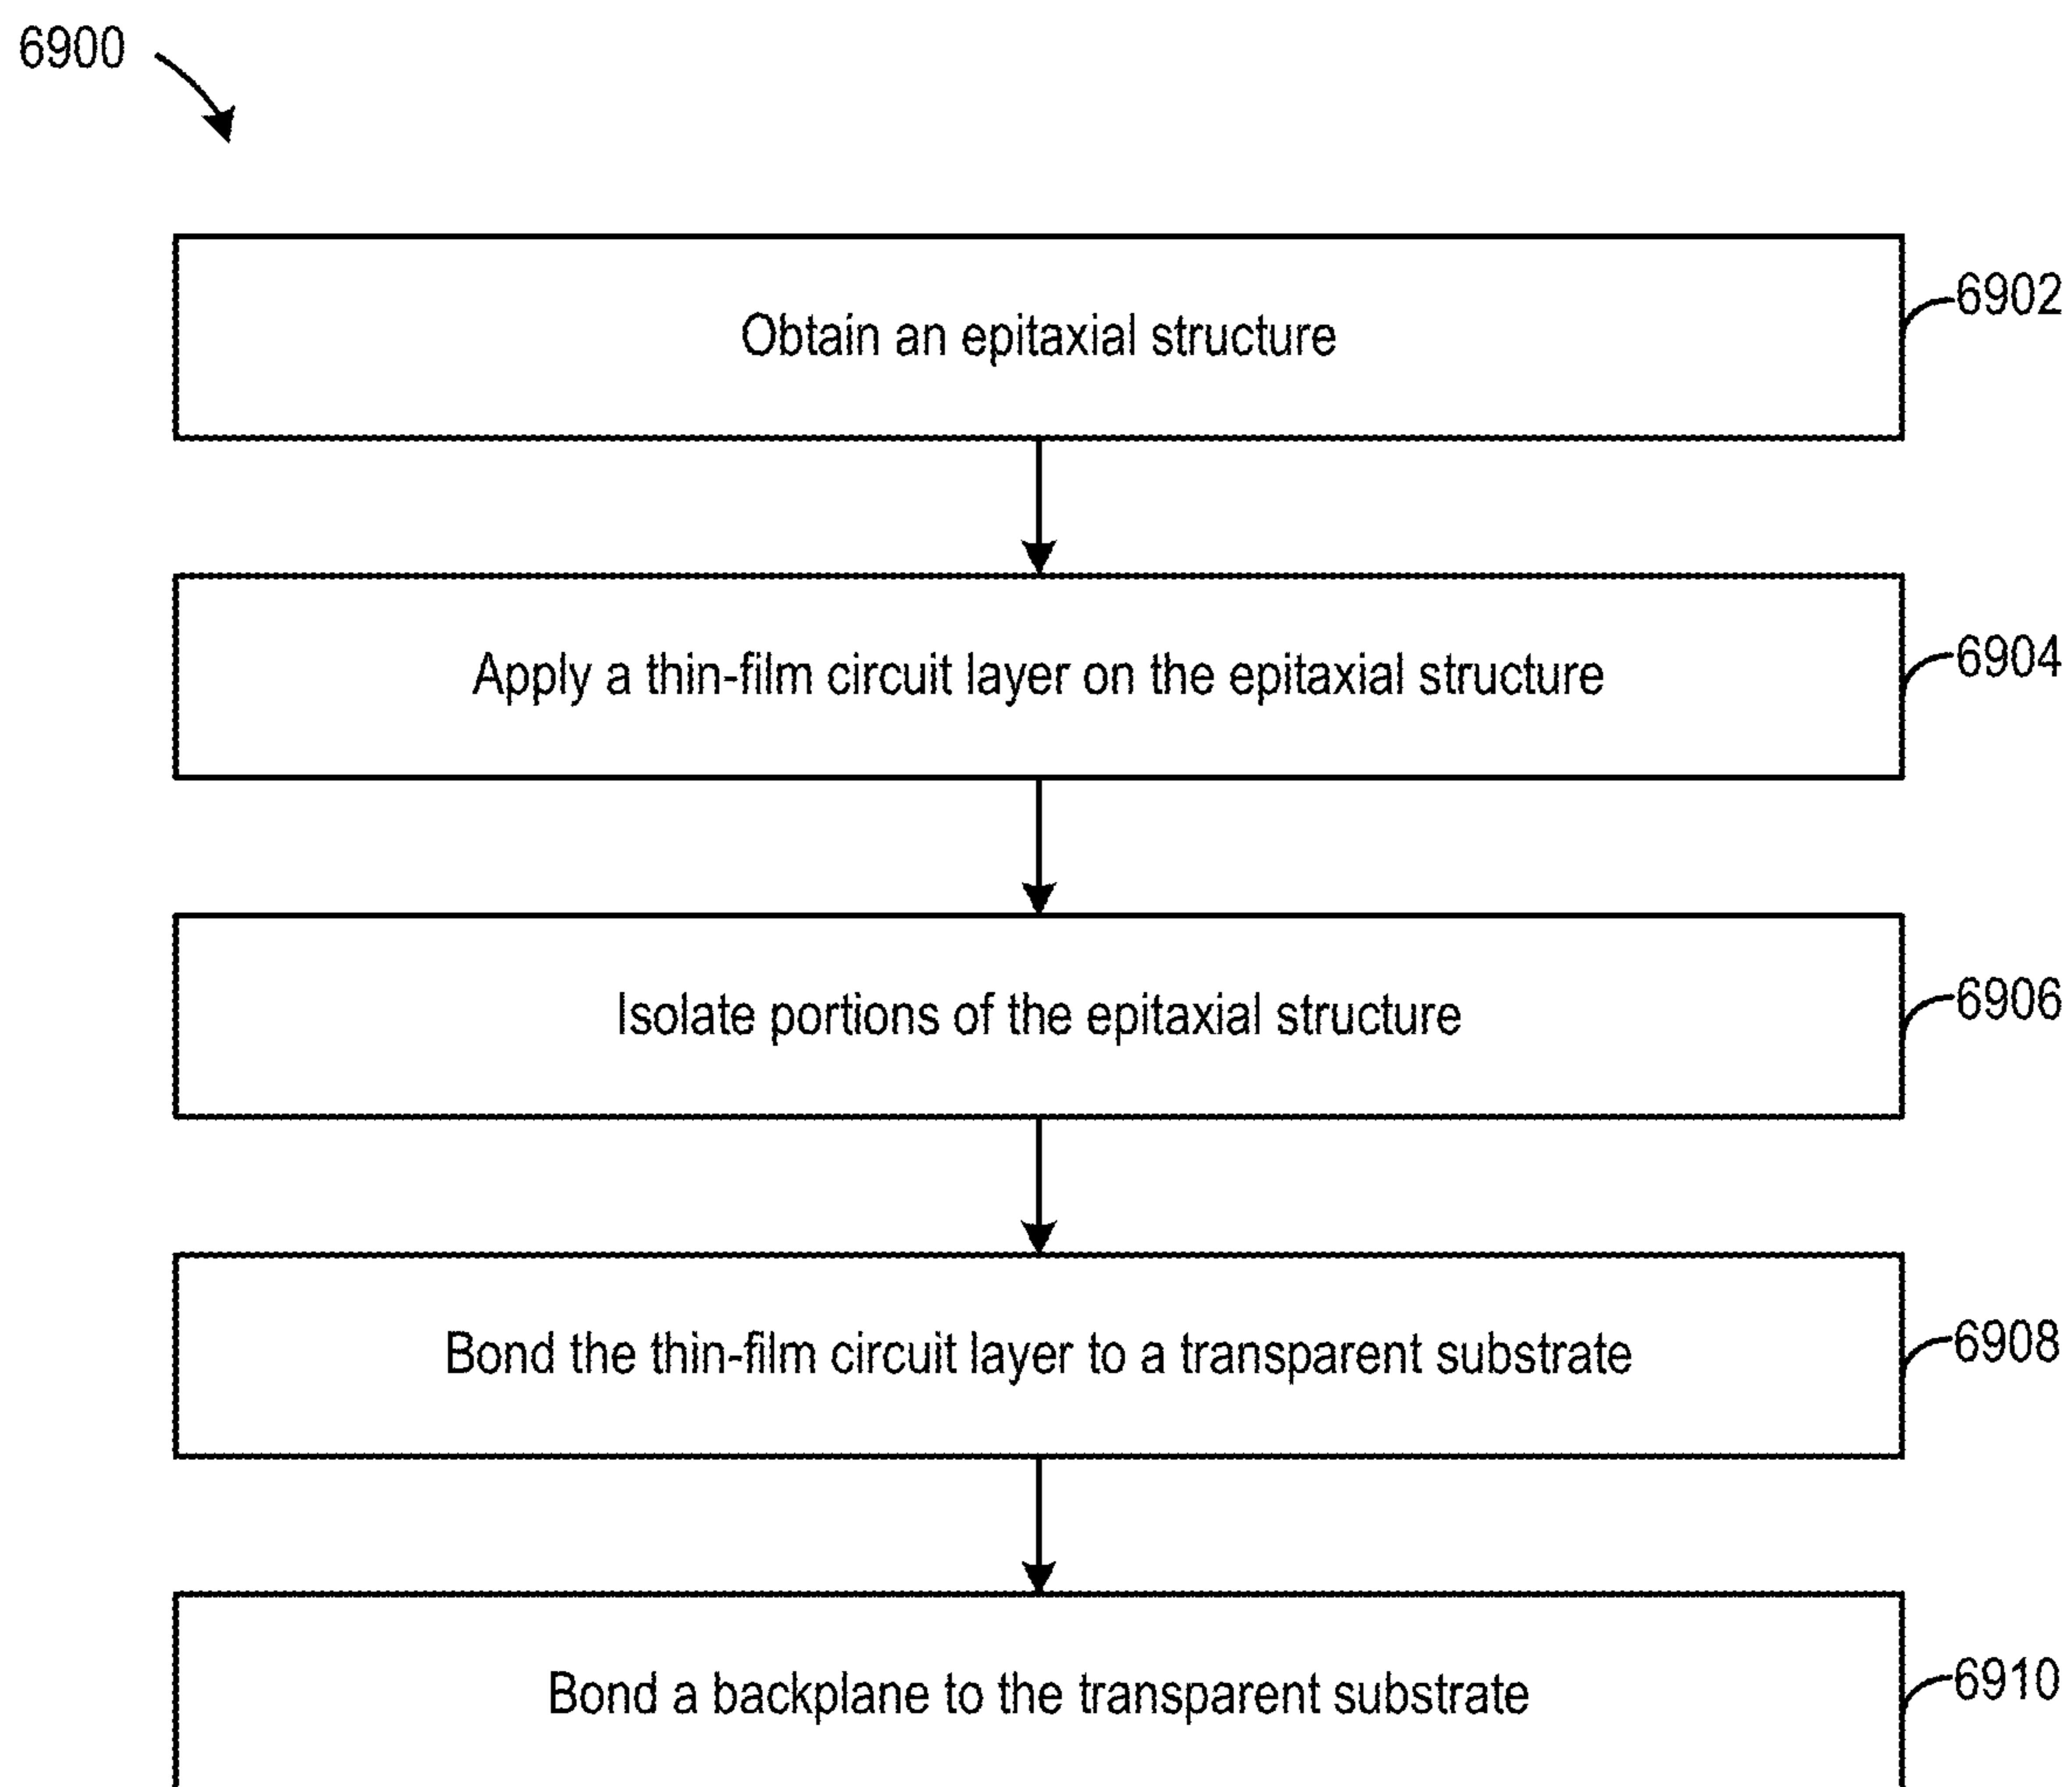 6900
Obtain an epitaxial structure
6902
Apply a thin-film circuit layer on the epitaxial structure
6904
Isolate portions of the epitaxial structure
6906
Bond the thin-film circuit layer to a transparent substrate
6908
Bond a backplane to the transparent substrate
6910